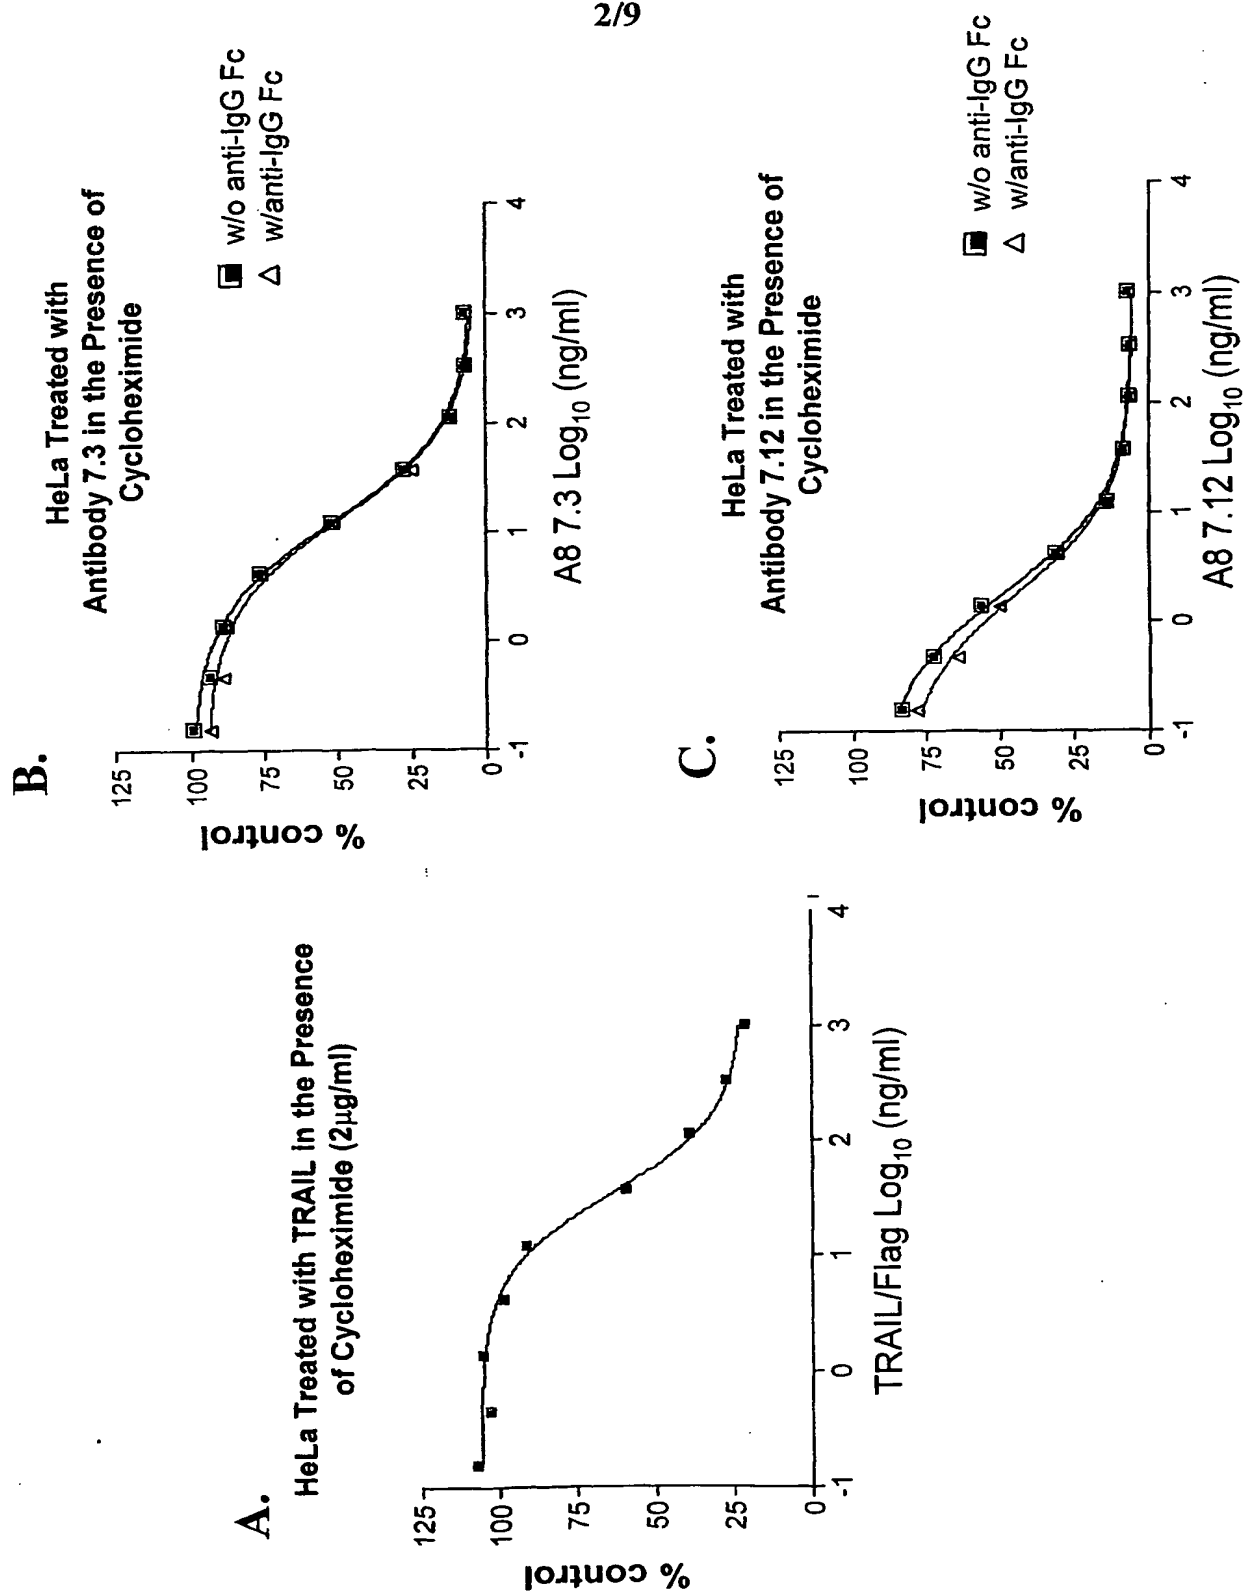 2/9
A.
HeLa Treated with TRAIL in the Presence
of Cycloheximide (2µg/ml)
% control
125
100
75
50
25
0
-1
0
1
2
3
4
TRAIL/Flag Log10 (ng/ml)
B.
HeLa Treated with
Antibody 7.3 in the Presence of
Cycloheximide
w/o anti-IgG Fc
w/anti-IgG Fc
% control
125
100
75
50
25
0
-1
0
1
2
3
4
A8 7.3 Log10 (ng/ml)
C.
HeLa Treated with
Antibody 7.12 in the Presence of
Cycloheximide
w/o anti-IgG Fc
w/anti-IgG Fc
% control
125
100
75
50
25
0
-1
0
1
2
3
4
A8 7.12 Log10 (ng/ml)